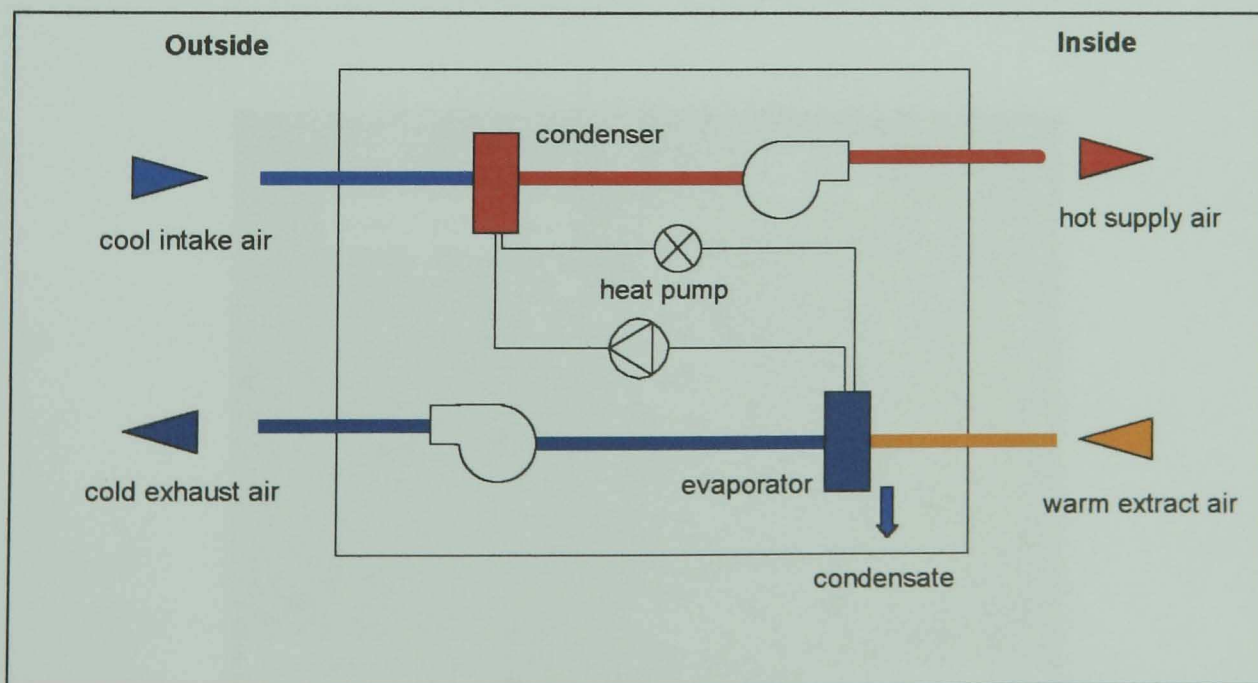 Outside
Inside
condenser
cool intake air
hot supply air
heat pump
evaporator
cold exhaust air
warm extract air
condensate